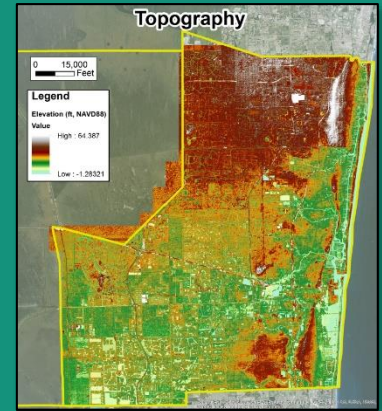 Topography
0 15,000
Feet
Legend
Elevation (ft, NAVD88)
Value
High : 64.387
Low : -1.28321